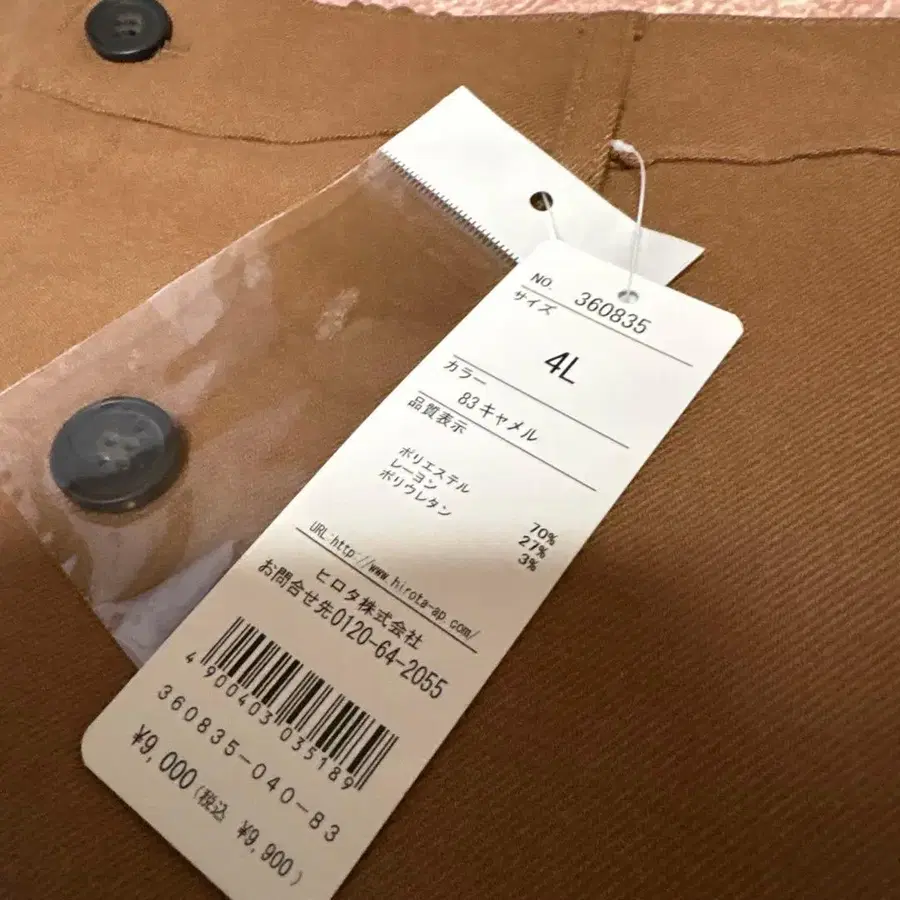 NO. 360835
サイズ
4L
カラー
83キャメル
品質表示
ポリエステル 70%
レーヨン 27%
ポリウレタン 3%
URL:http://www.hirota-ap.com/
ヒロタ株式会社
お問合せ先0120-64-2055
4900403035189
360835-040-83
¥9,000(税込 ¥9,900)